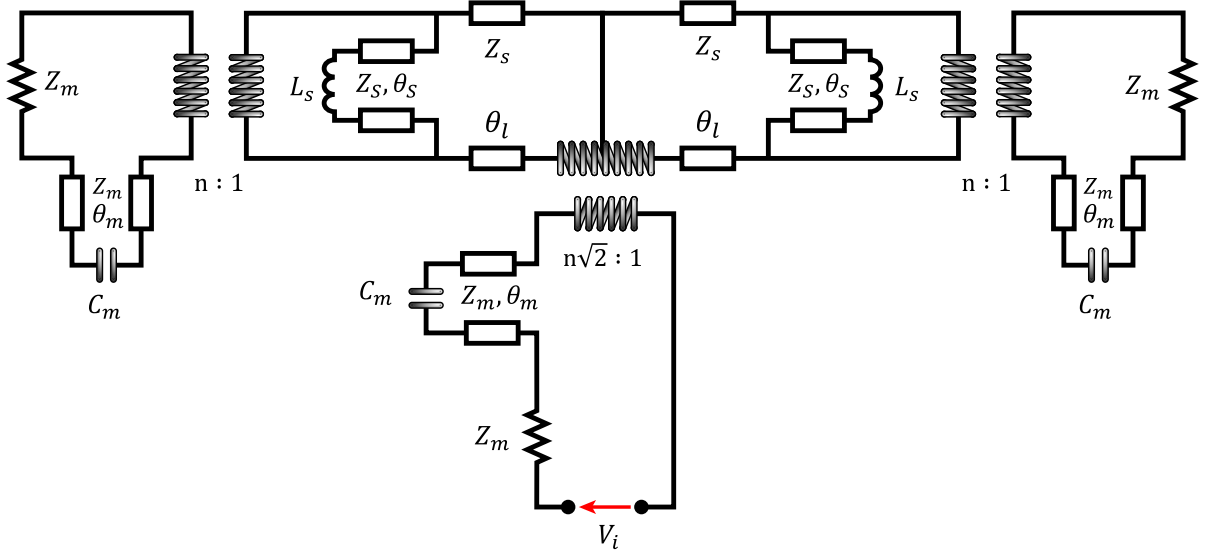 Z_s
Z_s
Z_m
L_s
Z_S, θ_S
Z_S, θ_S
L_s
Z_m
θ_l
θ_l
n : 1
n : 1
Z_m
θ_m
Z_m
θ_m
n√2 : 1
C_m
Z_m, θ_m
C_m
C_m
Z_m
V_i